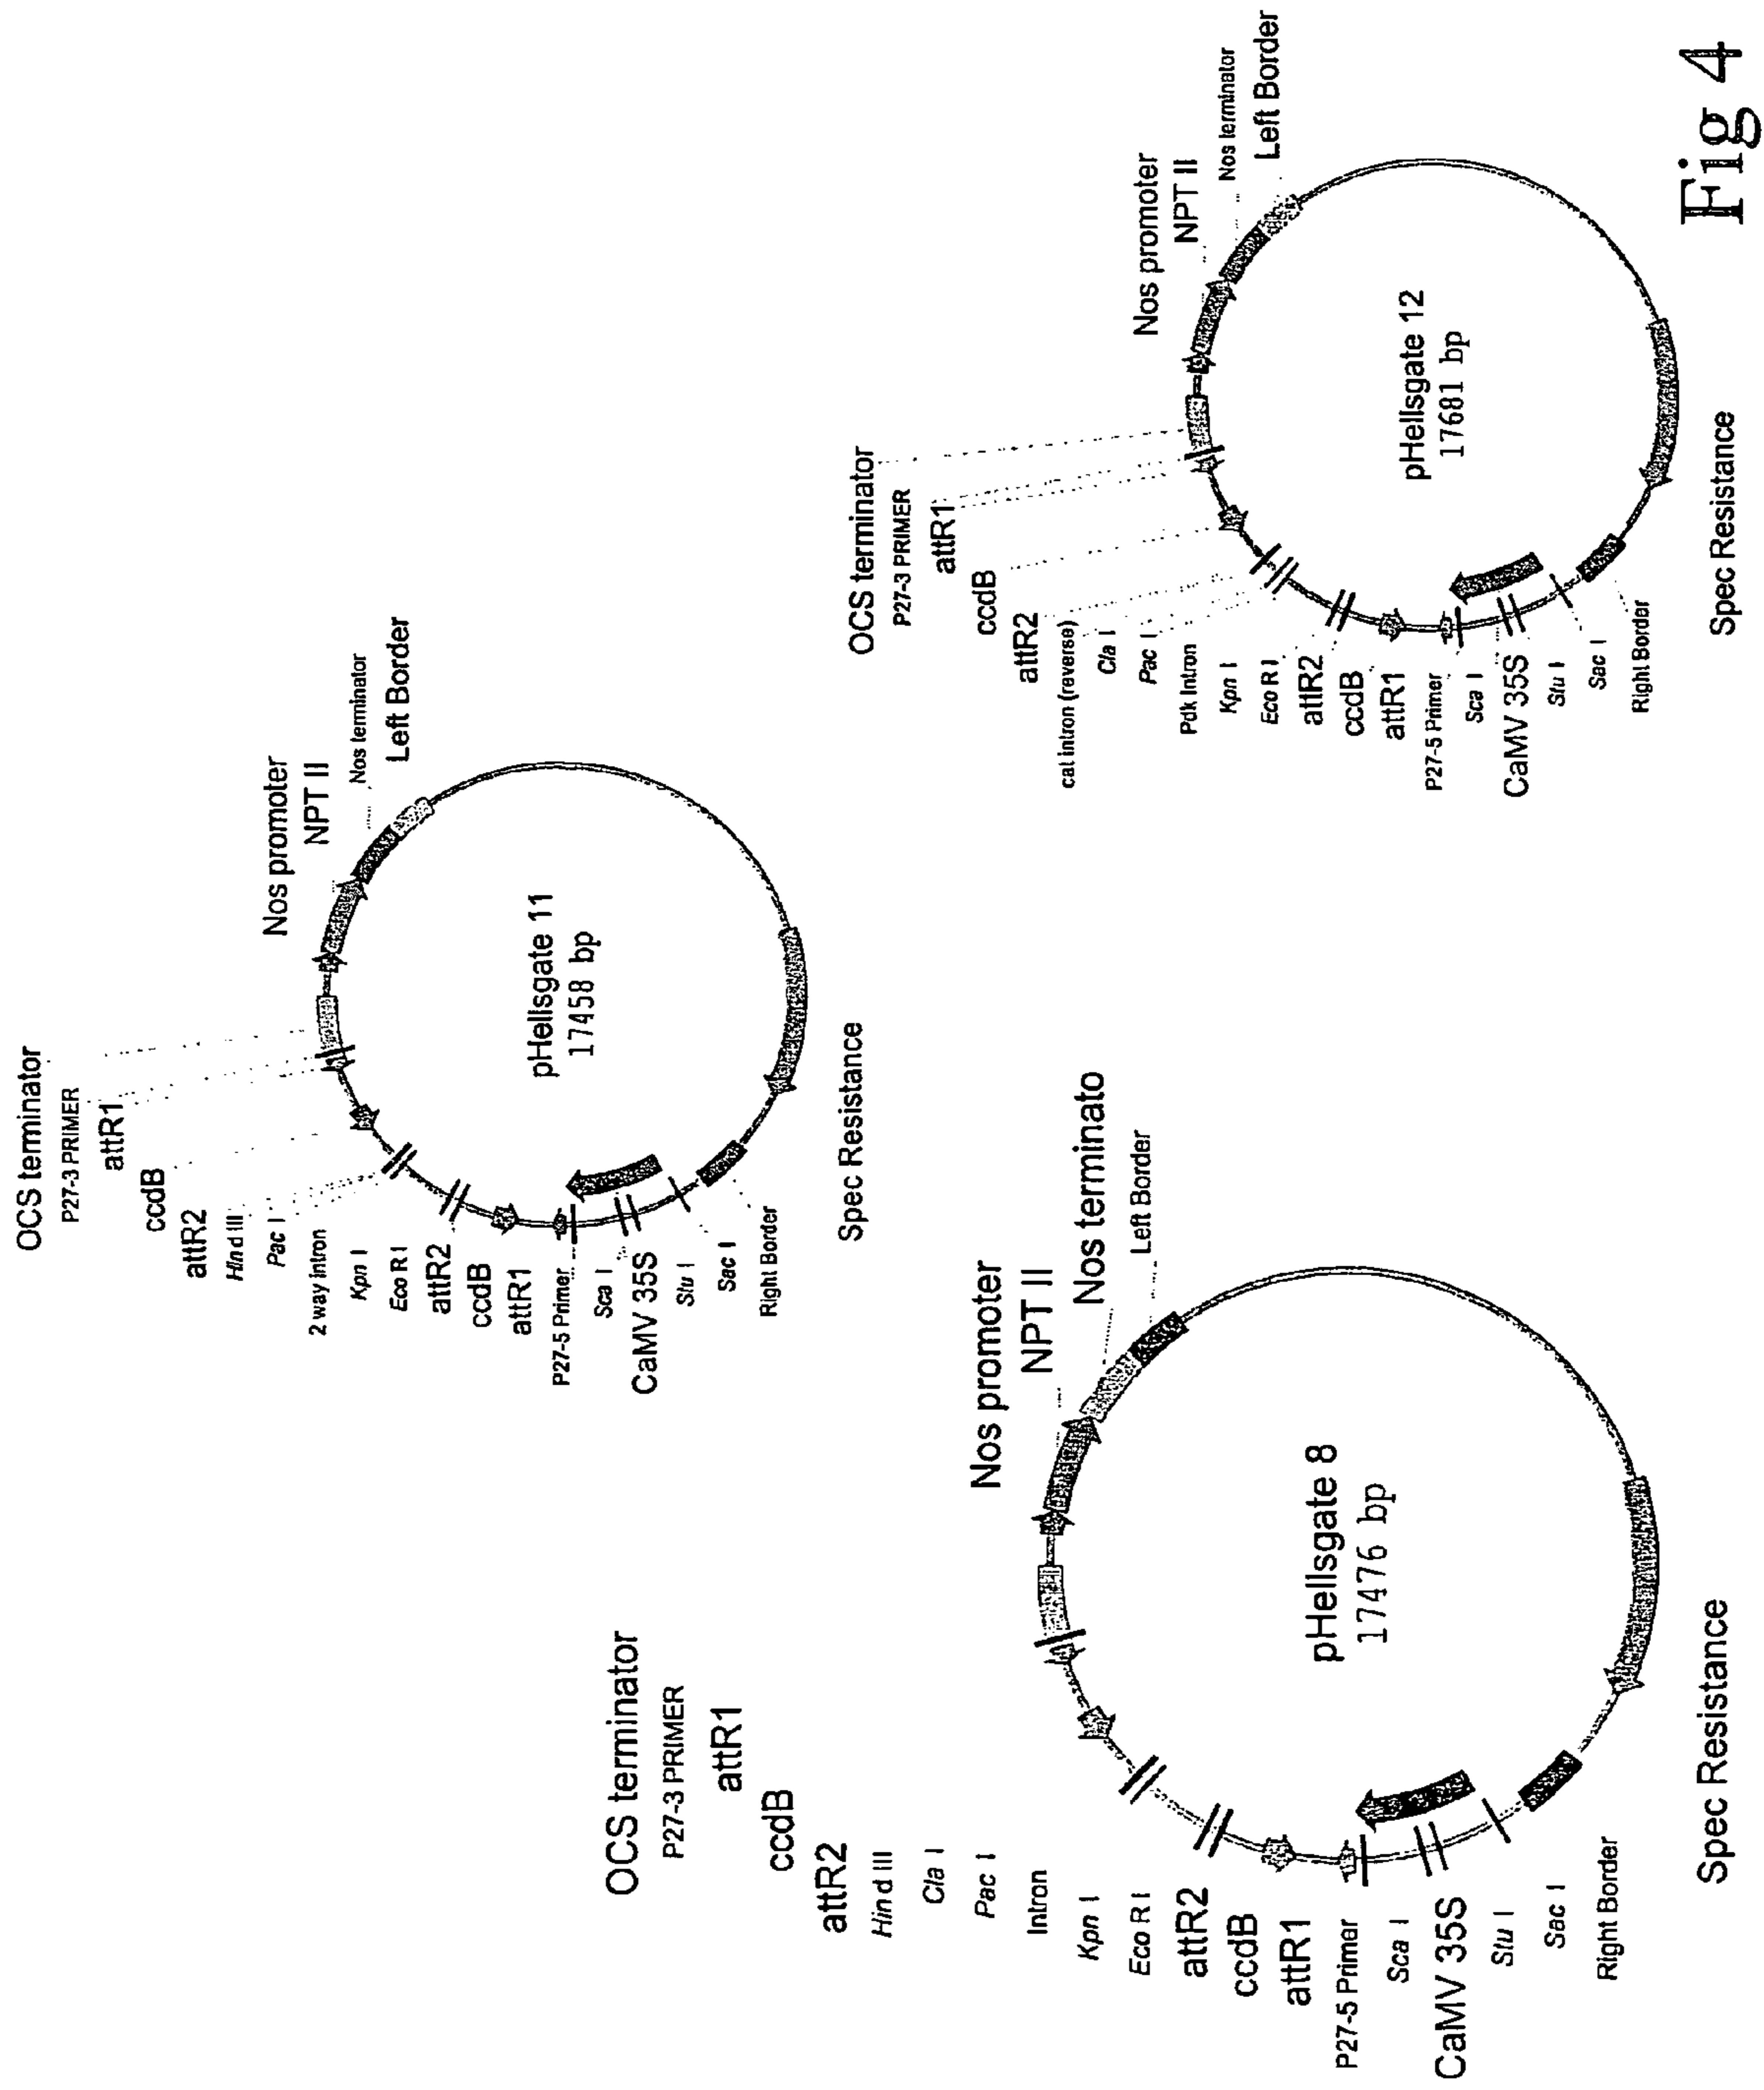 OCS terminator
P27-3 PRIMER
attR1
ccdB
attR2
Hin d III
Cla I
Pac I
Intron
Kpn I
Eco R I
attR2
ccdB
attR1
P27-5 Primer
Sca I
CaMV 35S
Stu I
Sac I
Right Border
Spec Resistance
Nos promoter
NPT II
Nos terminato
Left Border
pHellsgate 8
17476 bp
OCS terminator
P27-3 PRIMER
attR1
ccdB
attR2
Hin d III
Pac I
2 way intron
Kpn I
Eco R I
attR2
ccdB
attR1
P27-5 Primer
Sca I
CaMV 35S
Stu I
Sac I
Right Border
Spec Resistance
Nos promoter
NPT II
Nos terminator
Left Border
pHellsgate 11
17458 bp
OCS terminator
P27-3 PRIMER
attR1
ccdB
attR2
cat intron (reverse)
Cla I
Pac I
Pdk Intron
Kpn I
Eco R I
attR2
ccdB
attR1
P27-5 Primer
Sca I
CaMV 35S
Stu I
Sac I
Right Border
Spec Resistance
Nos promoter
NPT II
Nos terminator
Left Border
pHellsgate 12
17681 bp
Fig 4